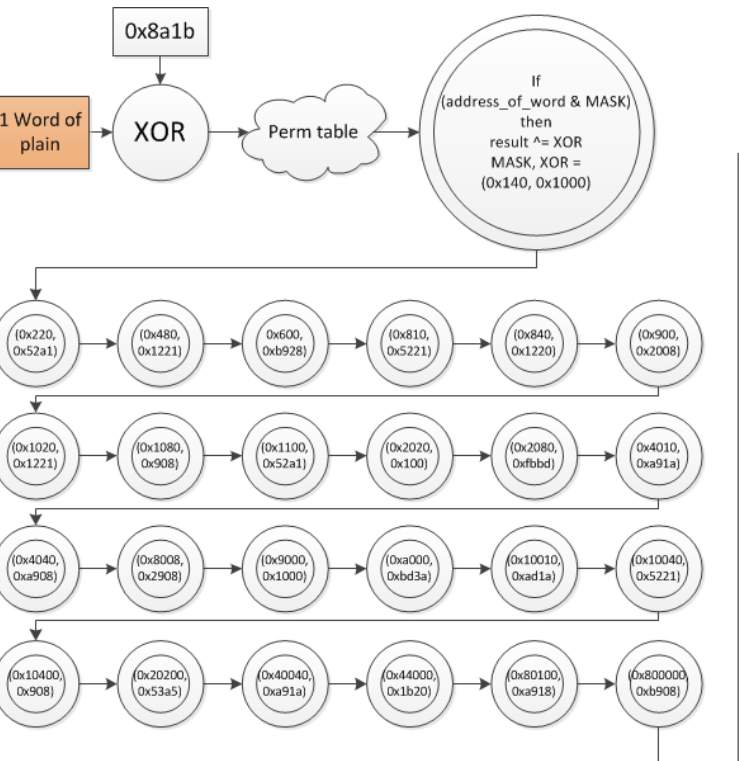 0x8a1b
1 Word of
plain
XOR
Perm table
If
(address_of_word & MASK)
then
result ^= XOR
MASK, XOR =
(0x140, 0x1000)
(0x220,
0x52a1)
(0x480,
0x1221)
0x600,
0xb928)
(0x810,
0x5221)
(0x840,
0x1220)
(0x900,
0x2008)
(0x1020,
0x1221)
(0x1080,
0x908)
(0x1100,
0x52a1)
(0x2020,
0x100)
(0x2080,
0xfbbd)
0x4010,
0xa91a)
(0x4040,
0xa908)
(0x8008,
0x2908)
(0x9000,
0x1000)
(0xa000,
0xbd3a)
(0x10010,
0xad1a)
(0x10040,
0x5221)
(0x10400,
0x908)
(0x20200,
0x53a5)
(0x40040,
0xa91a)
(0x44000,
0x1b20)
(0x80100,
0xa918)
(0x800000,
0xb908)